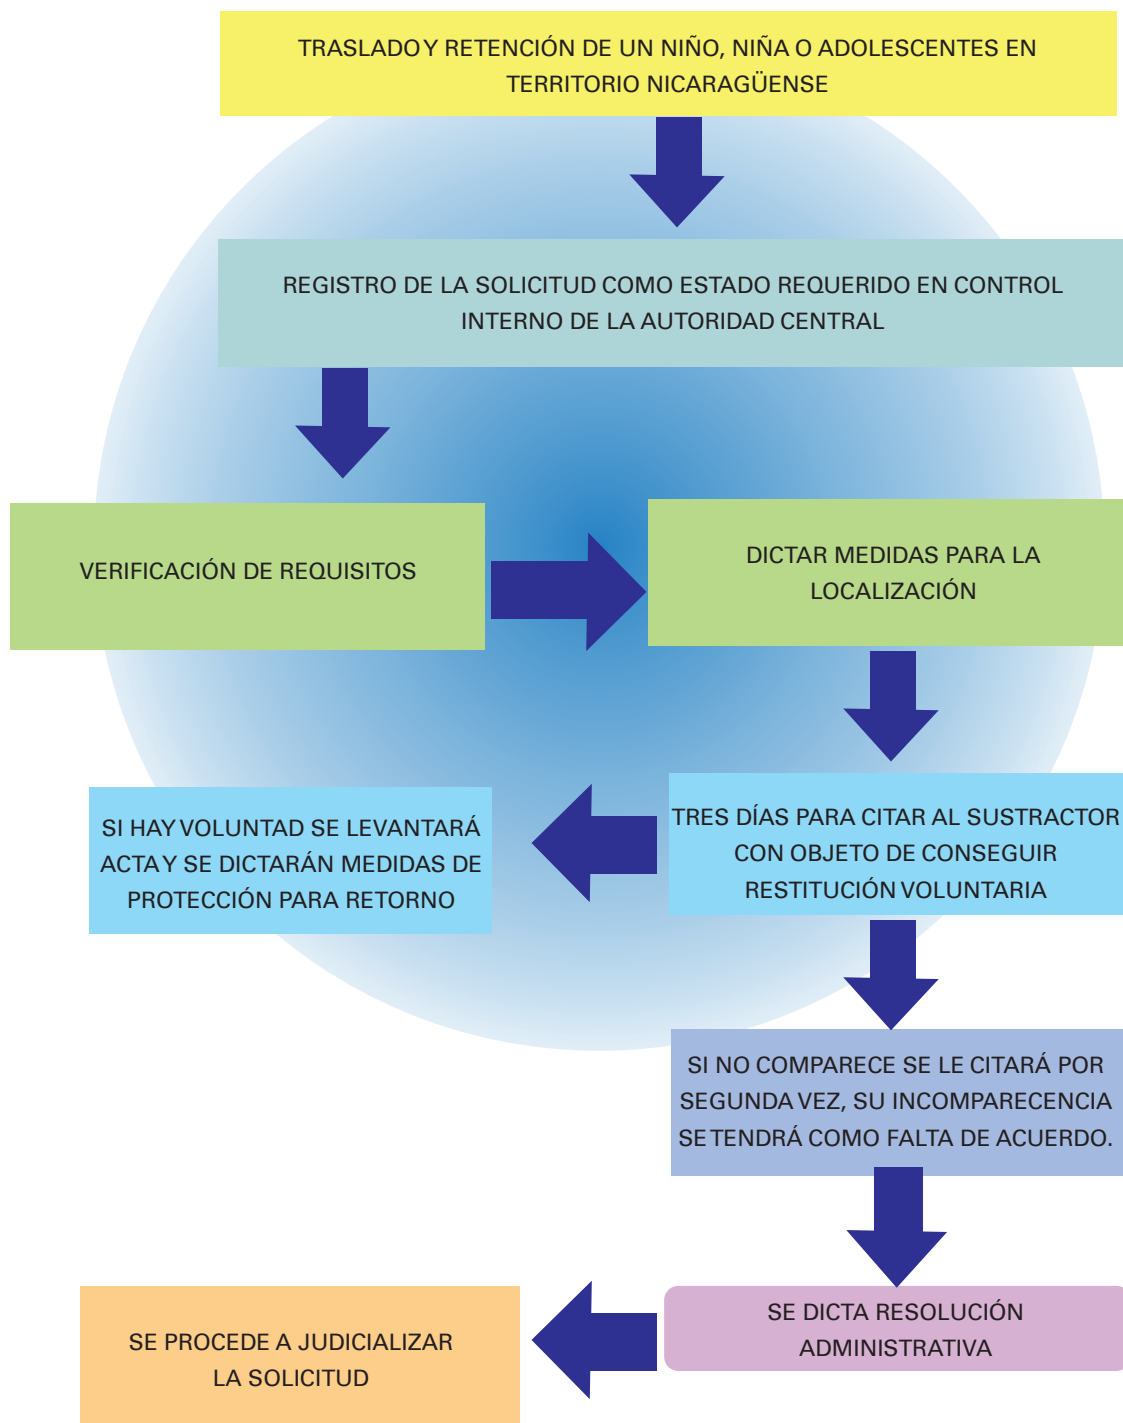 TRASLADO Y RETENCIÓN DE UN NIÑO, NIÑA O ADOLESCENTES EN
TERRITORIO NICARAGÜENSE
REGISTRO DE LA SOLICITUD COMO ESTADO REQUERIDO EN CONTROL
INTERNO DE LA AUTORIDAD CENTRAL
VERIFICACIÓN DE REQUISITOS
DICTAR MEDIDAS PARA LA
LOCALIZACIÓN
TRES DÍAS PARA CITAR AL SUSTRACTOR
CON OBJETO DE CONSEGUIR
RESTITUCIÓN VOLUNTARIA
SI HAY VOLUNTAD SE LEVANTARÁ
ACTA Y SE DICTARÁN MEDIDAS DE
PROTECCIÓN PARA RETORNO
SI NO COMPARECE SE LE CITARÁ POR
SEGUNDA VEZ, SU INCOMPARECENCIA
SE TENDRÁ COMO FALTA DE ACUERDO.
SE DICTA RESOLUCIÓN
ADMINISTRATIVA
SE PROCEDE A JUDICIALIZAR
LA SOLICITUD